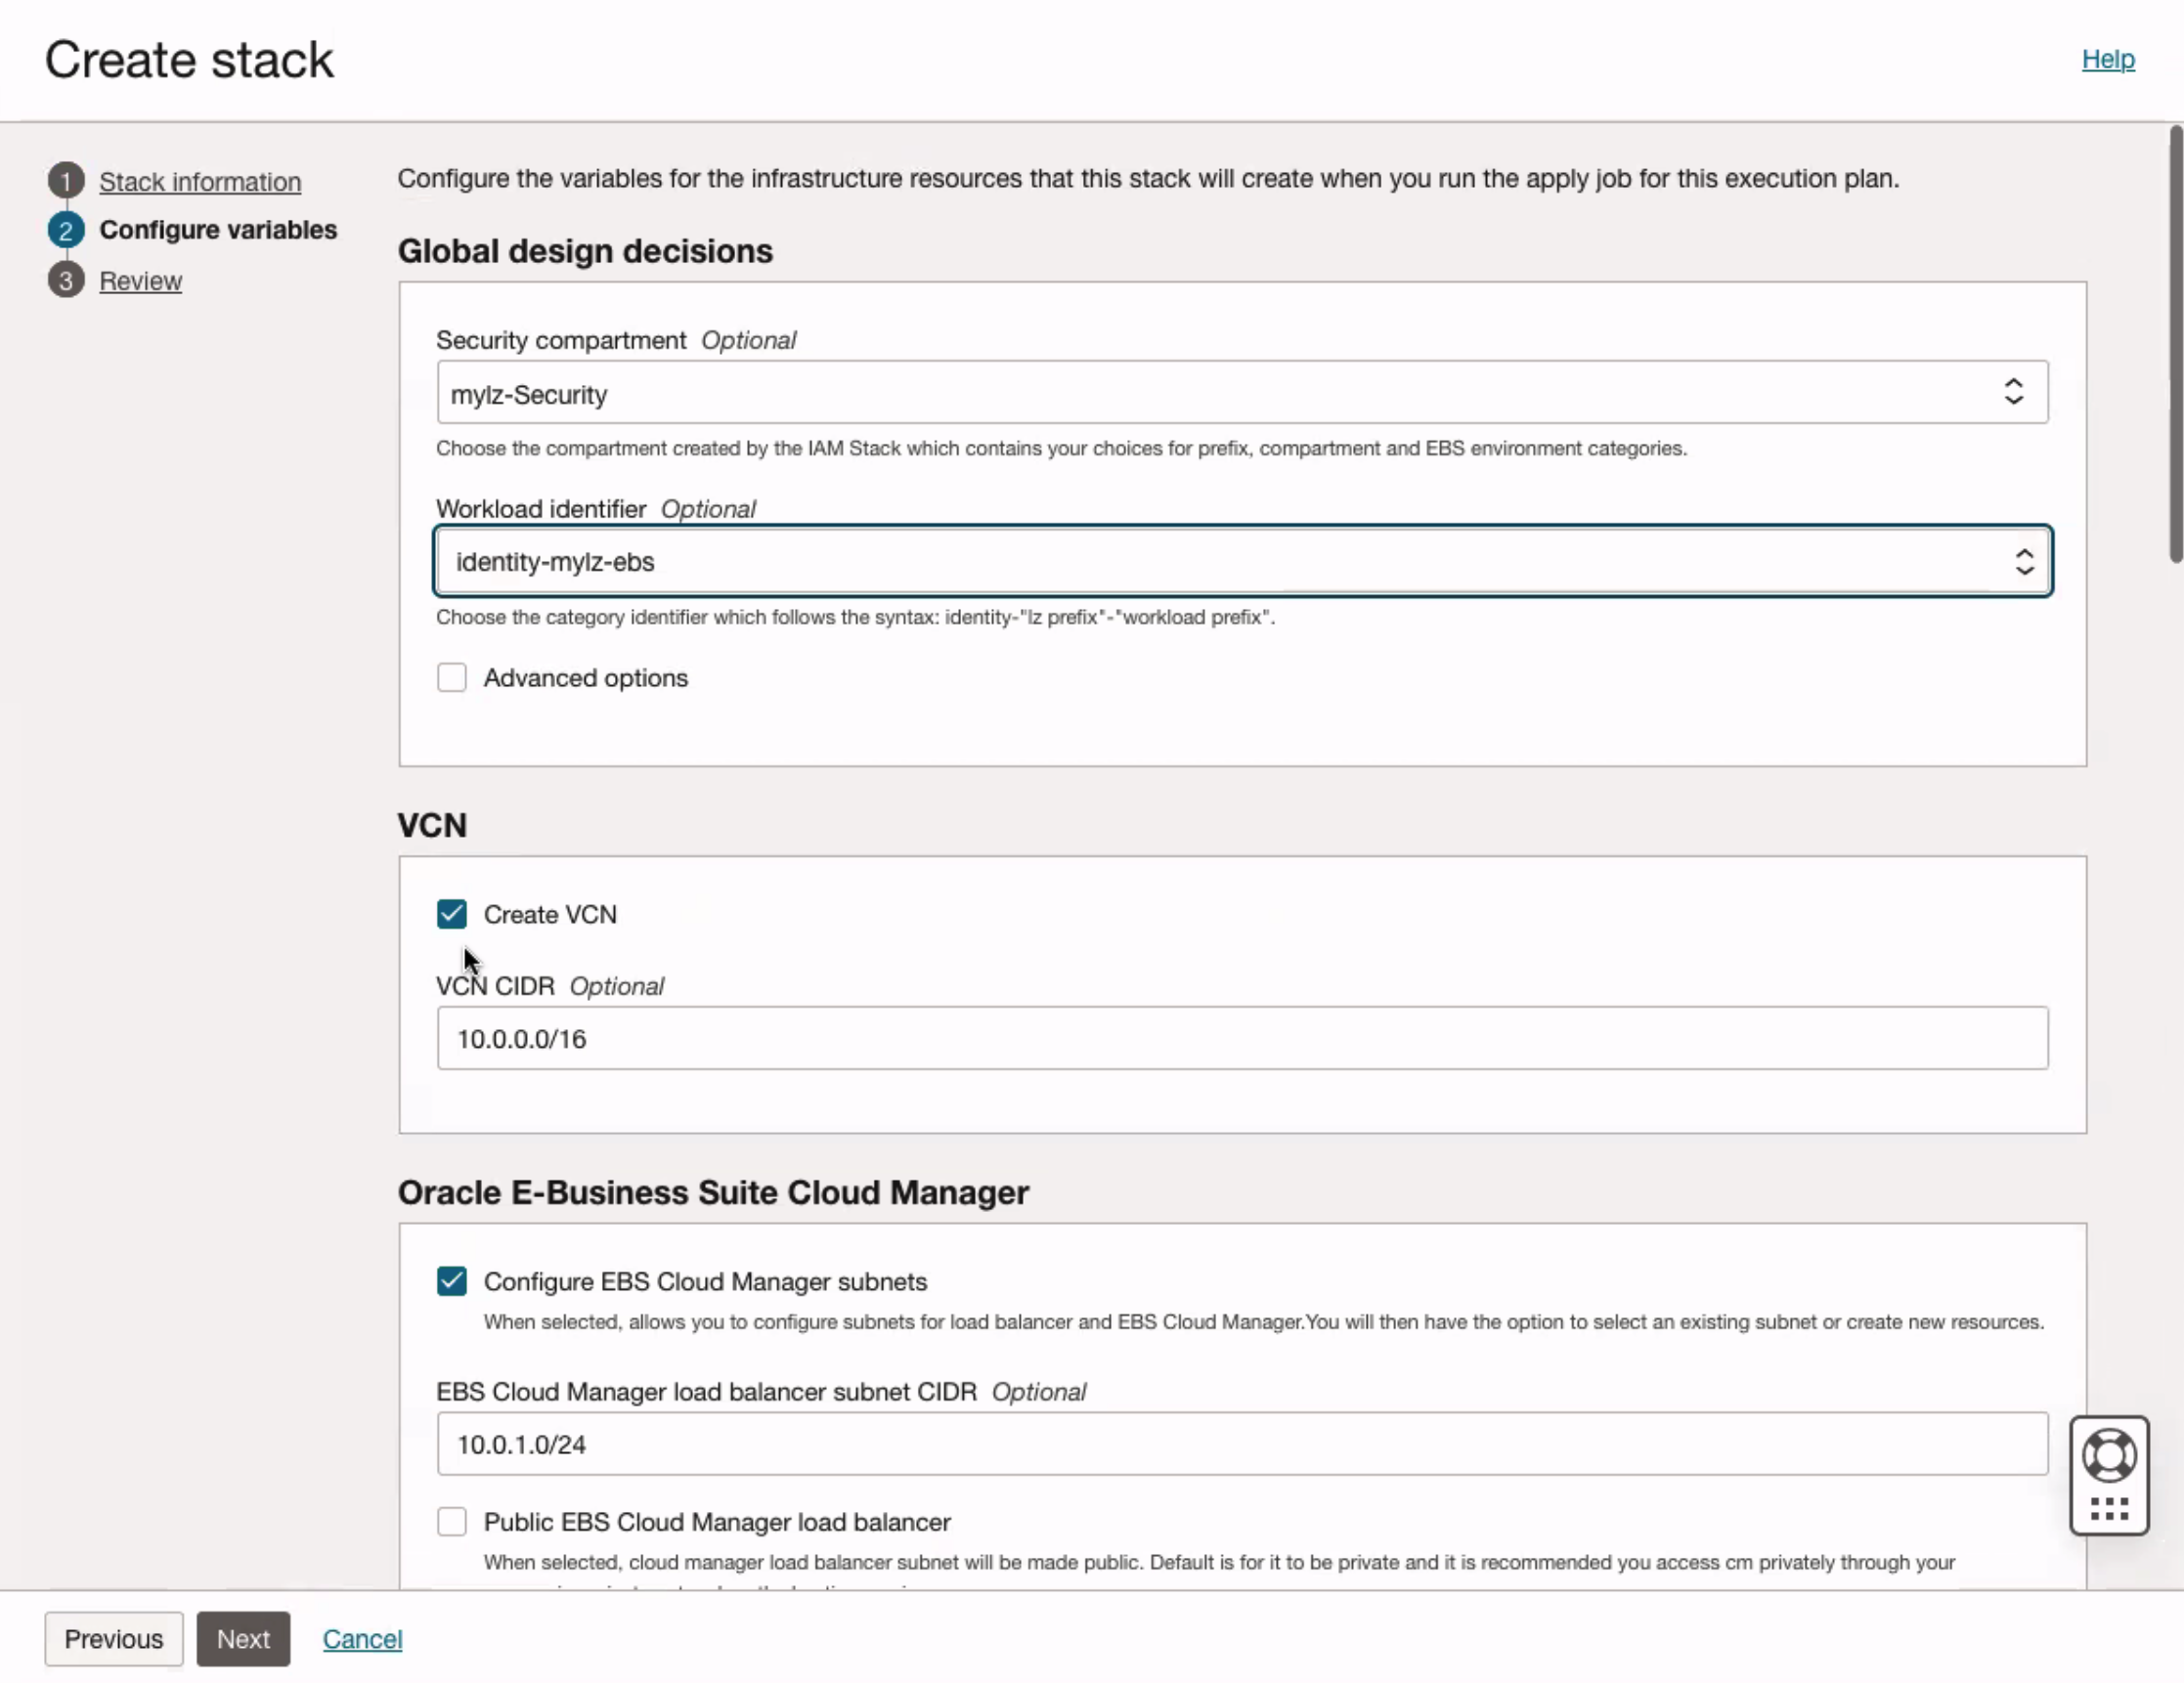 Create stack
Help
1 Stack information
2 Configure variables
3 Review
Configure the variables for the infrastructure resources that this stack will create when you run the apply job for this execution plan.
Global design decisions
Security compartment Optional
mylz-Security
Choose the compartment created by the IAM Stack which contains your choices for prefix, compartment and EBS environment categories.
Workload identifier Optional
identity-mylz-ebs
Choose the category identifier which follows the syntax: identity-"lz prefix"-"workload prefix".
Advanced options
VCN
Create VCN
VCN CIDR Optional
10.0.0.0/16
Oracle E-Business Suite Cloud Manager
Configure EBS Cloud Manager subnets
When selected, allows you to configure subnets for load balancer and EBS Cloud Manager.You will then have the option to select an existing subnet or create new resources.
EBS Cloud Manager load balancer subnet CIDR Optional
10.0.1.0/24
Public EBS Cloud Manager load balancer
When selected, cloud manager load balancer subnet will be made public. Default is for it to be private and it is recommended you access cm privately through your
Previous
Next
Cancel